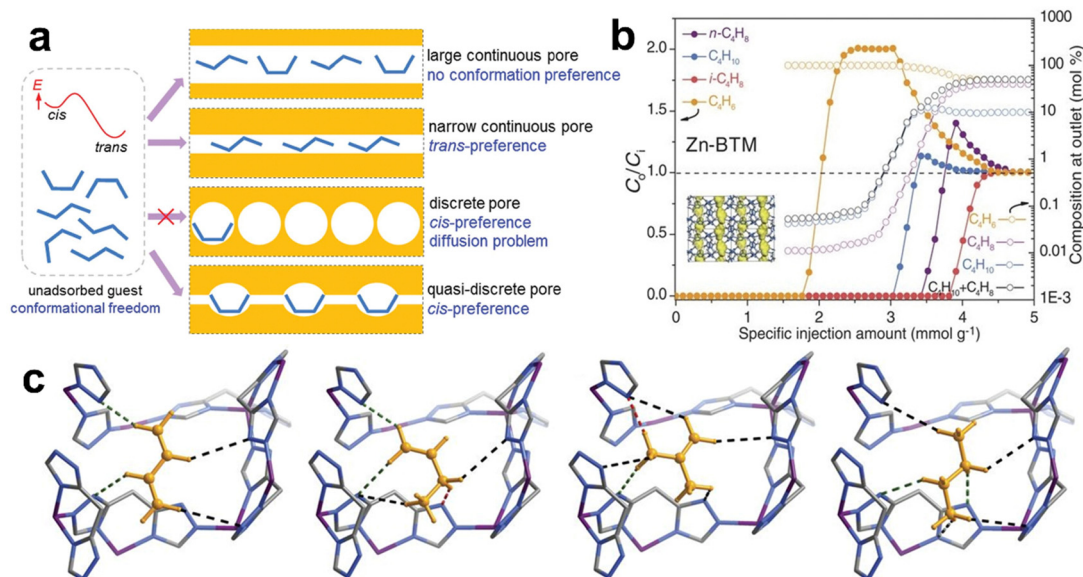 a
E
cis
trans
unadsorbed guest
conformational freedom
large continuous pore
no conformation preference
narrow continuous pore
trans-preference
discrete pore
cis-preference
diffusion problem
quasi-discrete pore
cis-preference
b
n-C₄H₈
C₄H₁₀
i-C₄H₈
C₄H₆
Zn-BTM
Cₒ/Cᵢ
2.0
1.5
1.0
0.5
0.0
0
1
2
3
4
5
Specific injection amount (mmol g⁻¹)
1000
100
10
1
0.1
0.01
1E-3
Composition at outlet (mol %)
C₄H₆
C₄H₈
C₄H₁₀
C₄H₁₀+C₄H₈
c